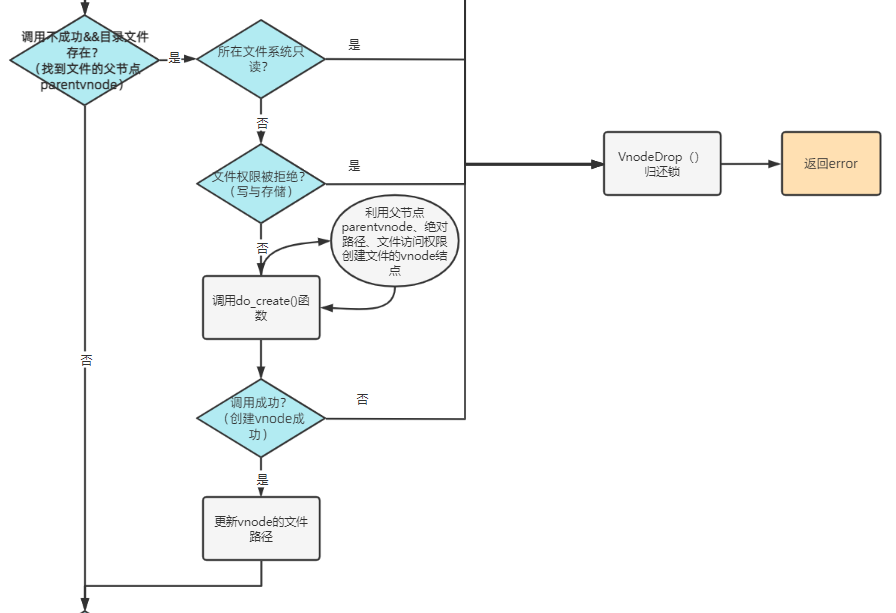 调用不成功&&目录文件
存在？
（找到文件的父节点
parentvnode）
是
所在文件系统只
读？
是
否
文件权限被拒绝？
（写与存储）
是
否
利用父节点
parentvnode、绝对
路径、文件访问权限
创建文件的vnode结
点
调用do_create()函
数
调用成功？
（创建vnode成
功）
否
是
更新vnode的文件
路径
否
VnodeDrop（）
归还锁
返回error